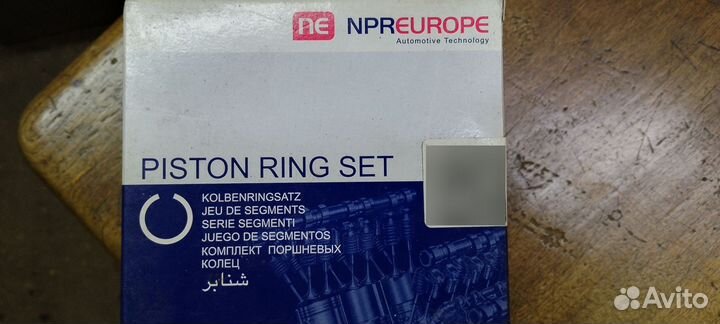 ne NPREUROPE
Automotive Technology
PISTON RING SET
KOLBENRINGSATZ
JEU DE SEGMENTS
SERIE SEGMENTI
JUEGO DE SEGMENTOS
КОМПЛЕКТ ПОРШНЕВЫХ
КОЛЕЦ
شنابر
Avito